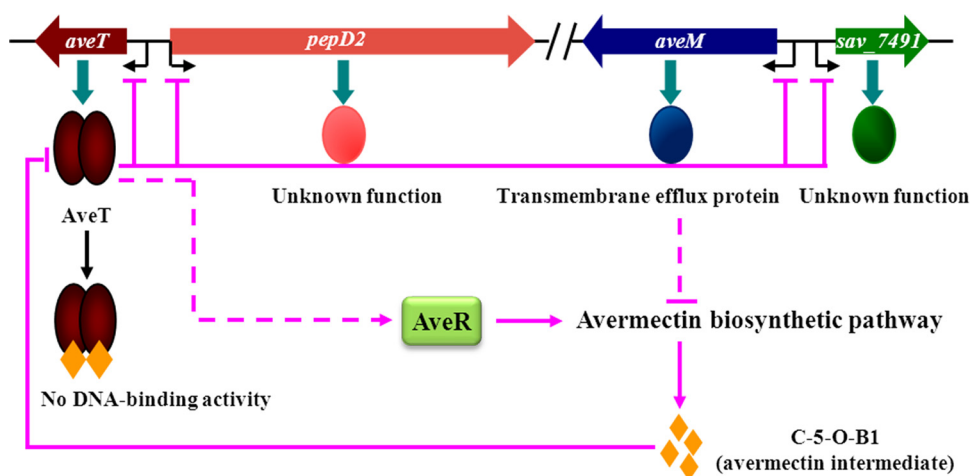 aveT
pepD2
aveM
sav_7491
Unknown function
Transmembrane efflux protein
Unknown function
AveT
AveR
Avermectin biosynthetic pathway
No DNA-binding activity
C-5-O-B1
(avermectin intermediate)